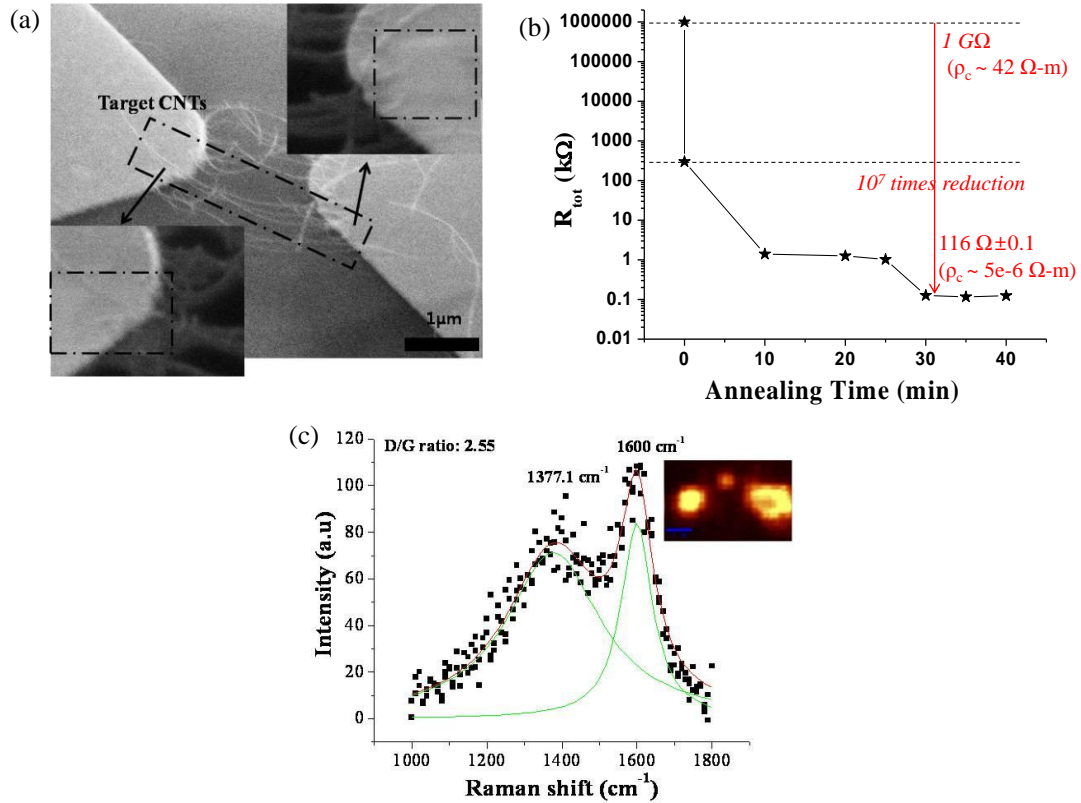 (a)
Target CNTs
1μm
(b)
R_tot (kΩ)
1000000
100000
10000
1000
100
10
1
0.1
0.01
0
10
20
30
40
Annealing Time (min)
1 GΩ
(ρ_c ~ 42 Ω-m)
10^7 times reduction
116 Ω±0.1
(ρ_c ~ 5e-6 Ω-m)
(c)
D/G ratio: 2.55
1377.1 cm^-1
1600 cm^-1
Intensity (a.u)
120
100
80
60
40
20
0
1000
1200
1400
1600
1800
Raman shift (cm^-1)